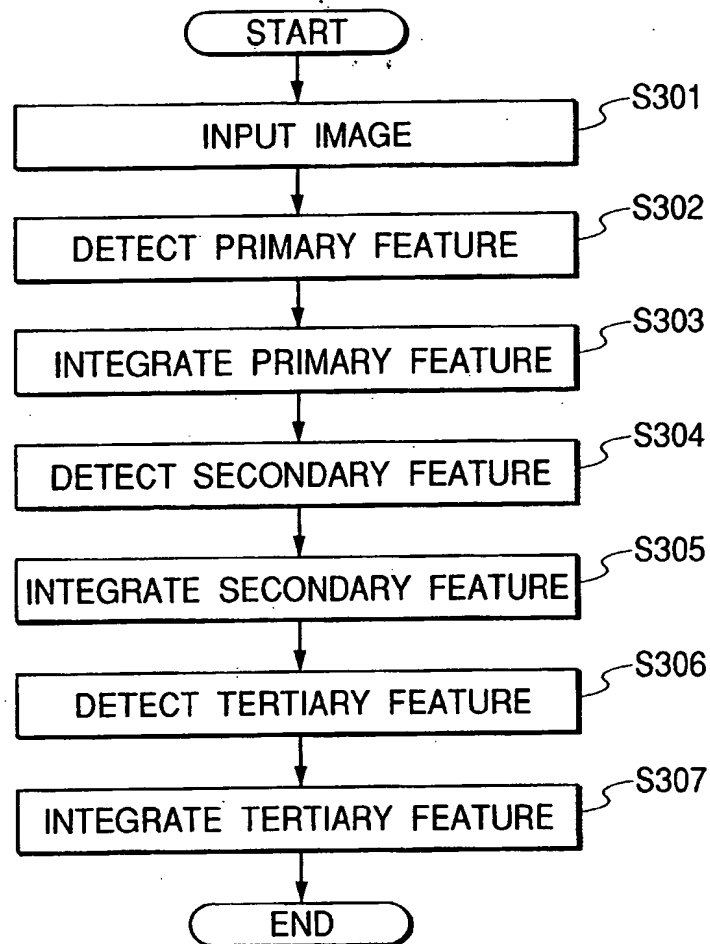 START
S301
INPUT IMAGE
S302
DETECT PRIMARY FEATURE
S303
INTEGRATE PRIMARY FEATURE
S304
DETECT SECONDARY FEATURE
S305
INTEGRATE SECONDARY FEATURE
S306
DETECT TERTIARY FEATURE
S307
INTEGRATE TERTIARY FEATURE
END